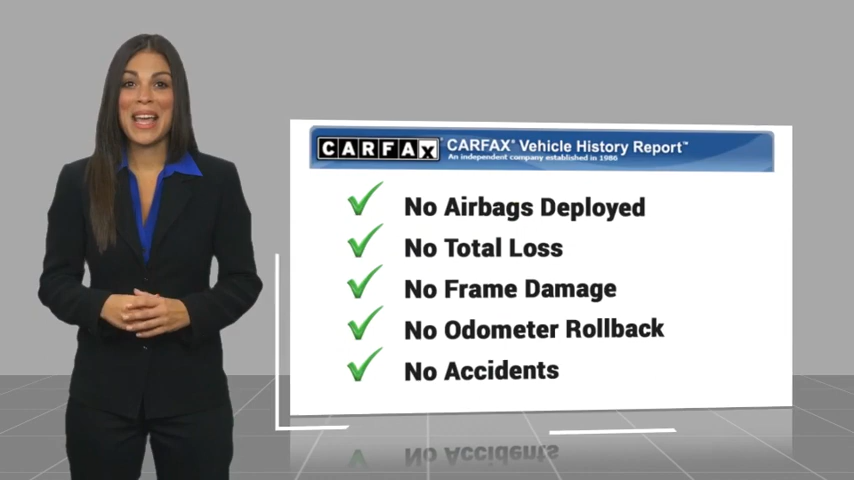 CARFAX® CARFAX® Vehicle History Report™
An independent company established in 1986
No Airbags Deployed
No Total Loss
No Frame Damage
No Odometer Rollback
No Accidents
No Accidents